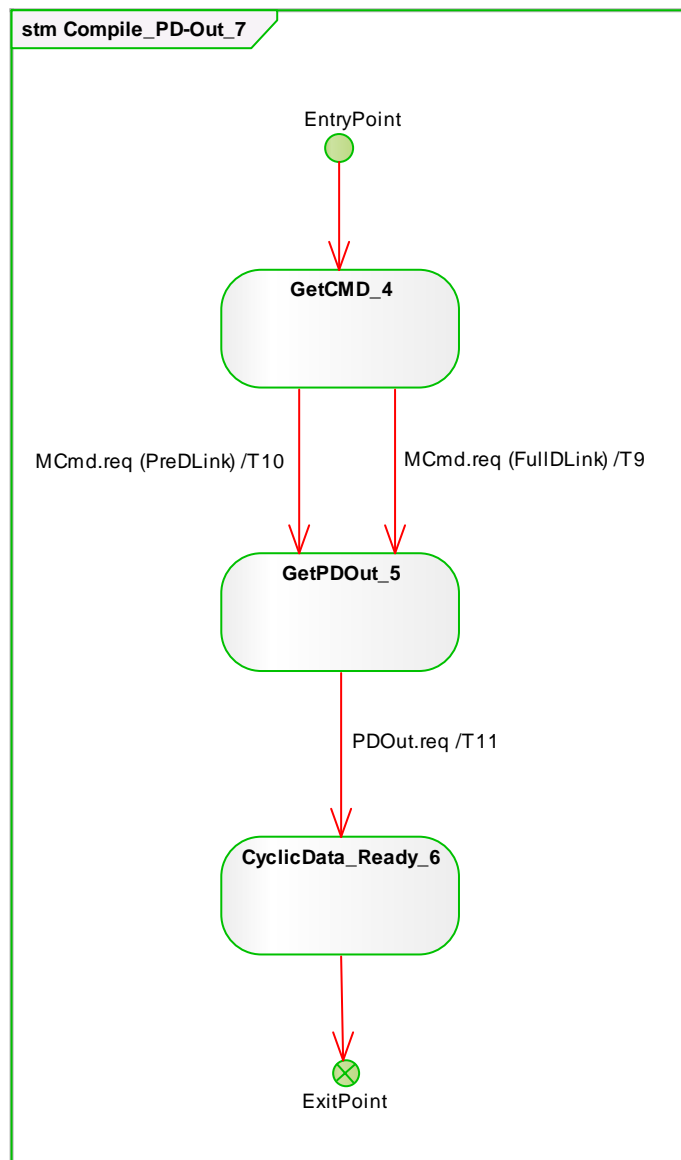 stm Compile_PD-Out_7
EntryPoint
GetCMD_4
MCmd.req (PreDLink) /T10
MCmd.req (FullDLink) /T9
GetPDOut_5
PDOut.req /T11
CyclicData_Ready_6
ExitPoint